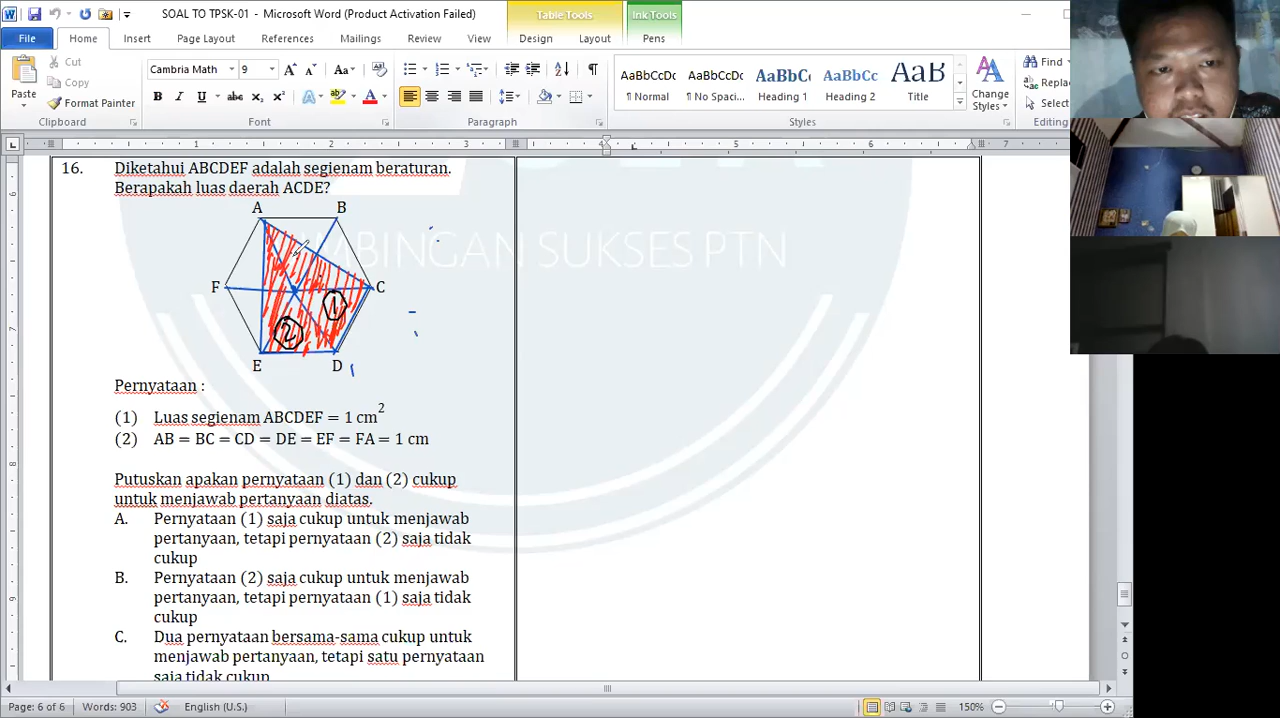 SOAL TO TPSK-01 - Microsoft Word (Product Activation Failed)
Table Tools
Ink Tools
File
Home
Insert
Page Layout
References
Mailings
Review
View
Design
Layout
Pens
Paste
Cut
Copy
Format Painter
Clipboard
Cambria Math
9
Font
Paragraph
AaBbCcDc
¶ Normal
AaBbCcDc
¶ No Spaci...
AaBbCc
Heading 1
AaBbCc
Heading 2
AaB
Title
Styles
Change
Styles
Find
Replac
Select
Editing
16.
Diketahui ABCDEF adalah segienam beraturan.
Berapakah luas daerah ACDE?
A
B
F
C
1
2
E
D
IMBINGAN SUKSES PTN
Pernyataan :
(1) Luas segienam ABCDEF = 1 cm²
(2) AB = BC = CD = DE = EF = FA = 1 cm
Putuskan apakan pernyataan (1) dan (2) cukup
untuk menjawab pertanyaan diatas.
A. Pernyataan (1) saja cukup untuk menjawab
pertanyaan, tetapi pernyataan (2) saja tidak
cukup
B. Pernyataan (2) saja cukup untuk menjawab
pertanyaan, tetapi pernyataan (1) saja tidak
cukup
C. Dua pernyataan bersama-sama cukup untuk
menjawab pertanyaan, tetapi satu pernyataan
saja tidak cukup
Page: 6 of 6
Words: 903
English (U.S.)
150%